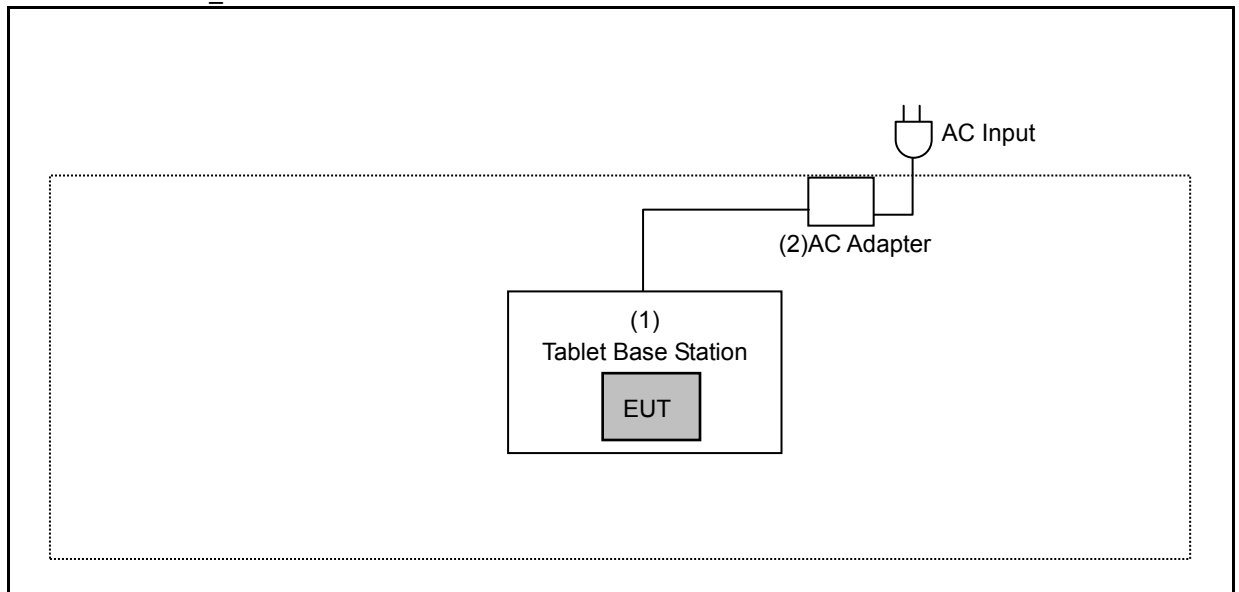 AC Input
(2)AC Adapter
(1)
Tablet Base Station
EUT